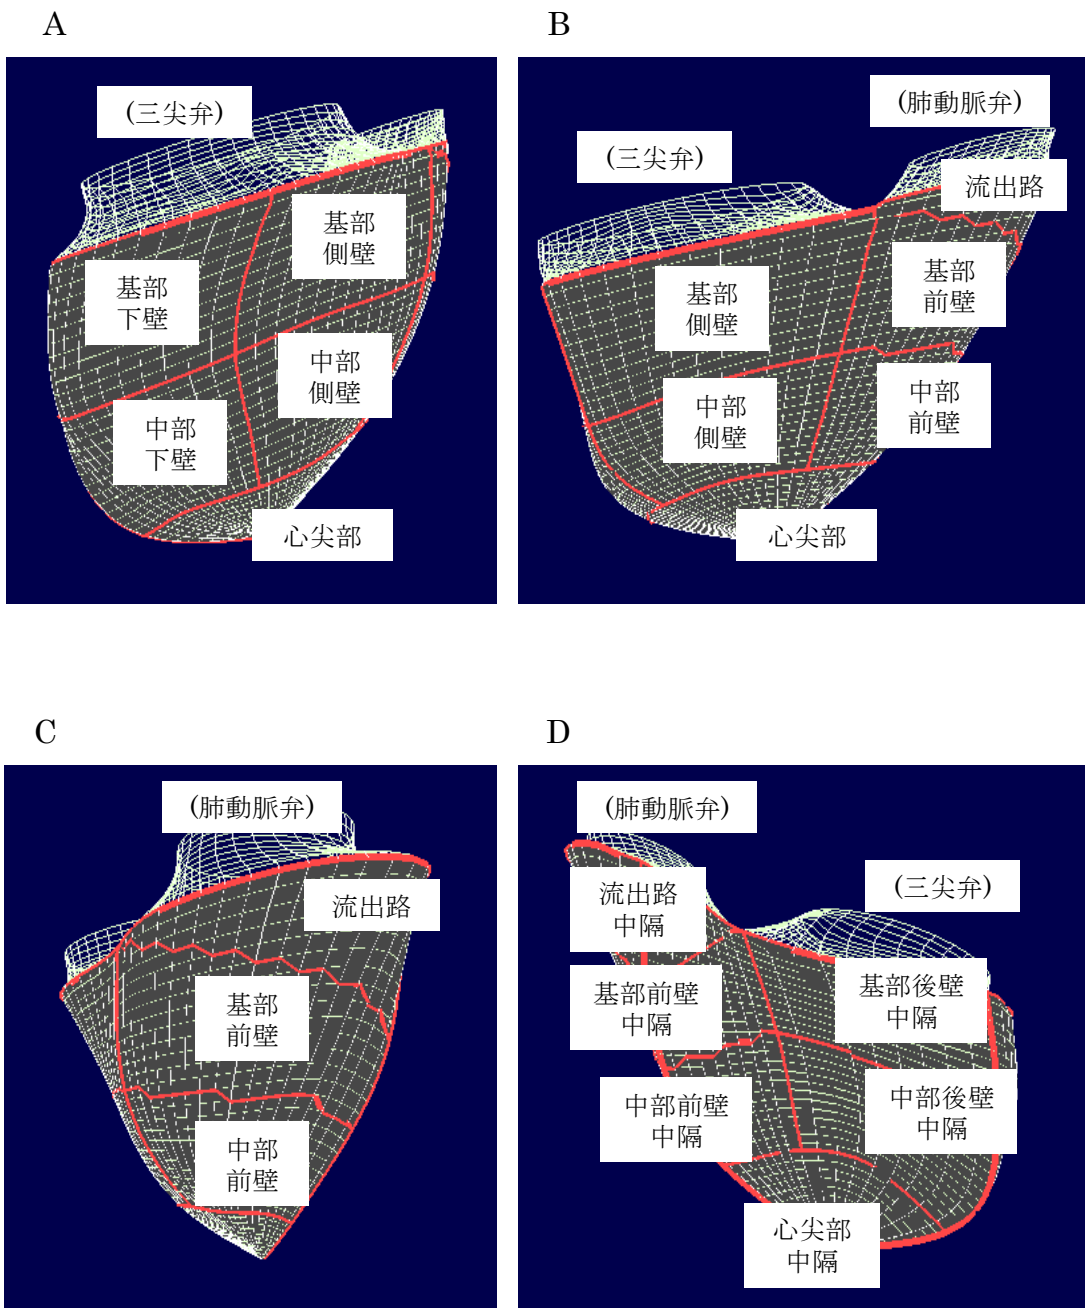 A
(三尖弁)
基部
側壁
基部
下壁
中部
側壁
中部
下壁
心尖部
B
(肺動脈弁)
(三尖弁)
流出路
基部
前壁
基部
側壁
中部
前壁
中部
側壁
心尖部
C
(肺動脈弁)
流出路
基部
前壁
中部
前壁
D
(肺動脈弁)
(三尖弁)
流出路
中隔
基部後壁
中隔
基部前壁
中隔
中部後壁
中隔
中部前壁
中隔
心尖部
中隔